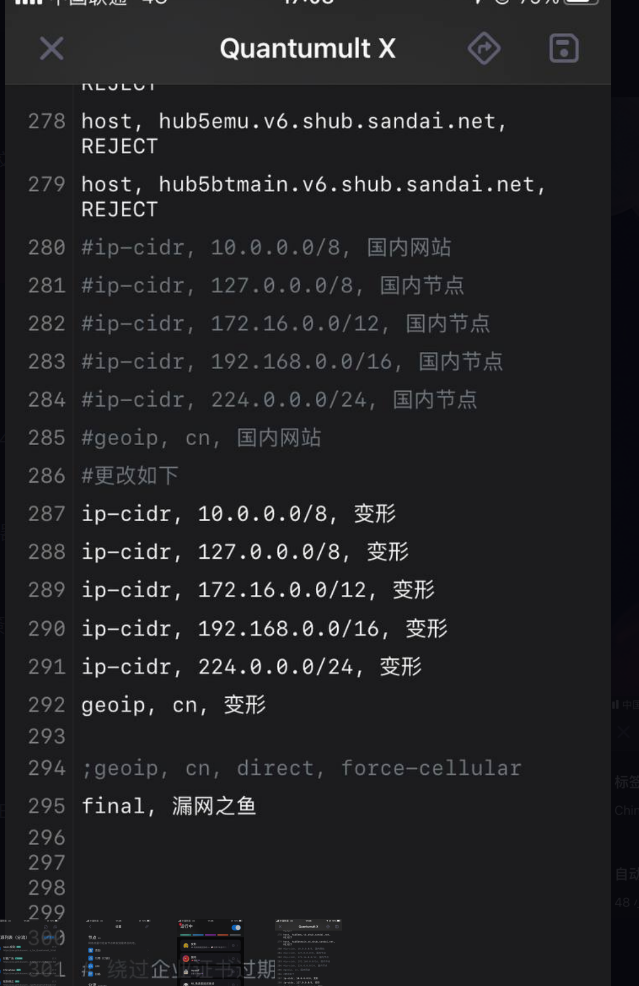 Quantumult X
REJECT
278 host, hub5emu.v6.shub.sandai.net,
REJECT
279 host, hub5btmain.v6.shub.sandai.net,
REJECT
280 #ip-cidr, 10.0.0.0/8, 国内网站
281 #ip-cidr, 127.0.0.0/8, 国内节点
282 #ip-cidr, 172.16.0.0/12, 国内节点
283 #ip-cidr, 192.168.0.0/16, 国内节点
284 #ip-cidr, 224.0.0.0/24, 国内节点
285 #geoip, cn, 国内网站
286 #更改如下
287 ip-cidr, 10.0.0.0/8, 变形
288 ip-cidr, 127.0.0.0/8, 变形
289 ip-cidr, 172.16.0.0/12, 变形
290 ip-cidr, 192.168.0.0/16, 变形
291 ip-cidr, 224.0.0.0/24, 变形
292 geoip, cn, 变形
293
294 ;geoip, cn, direct, force-cellular
295 final, 漏网之鱼
296
297
298
299
300
301 # 绕过企业证书过期